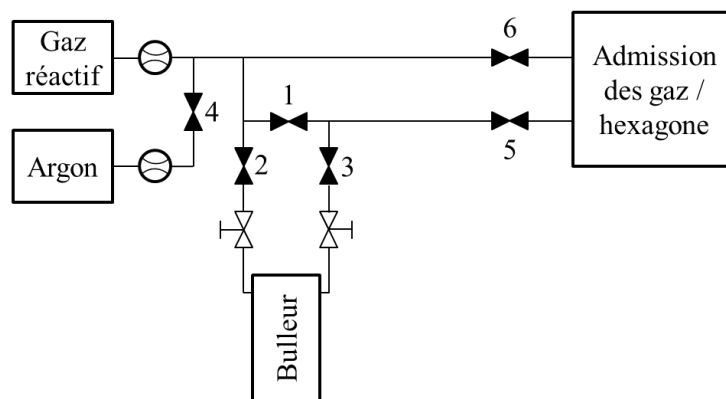 Gaz
réactif
4
Argon
1
2
3
6
5
Admission
des gaz /
hexagone
Bulleur